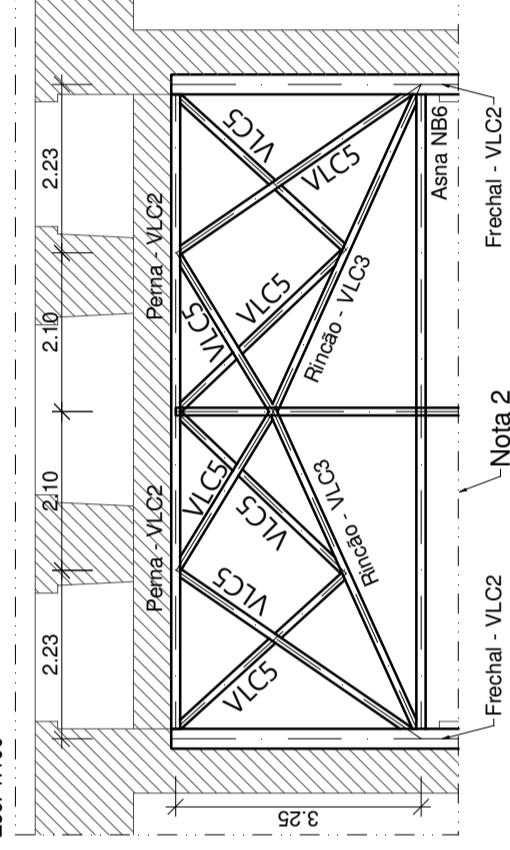 2.23
2.10
2.10
2.23
Perna - VLC2
Perna - VLC2
VLC5
VLC5
VLC5
VLC5
VLC5
VLC5
VLC5
VLC5
Rincão - VLC3
Rincão - VLC3
3.25
Asna NB6
Frechal - VLC2
Frechal - VLC2
Nota 2